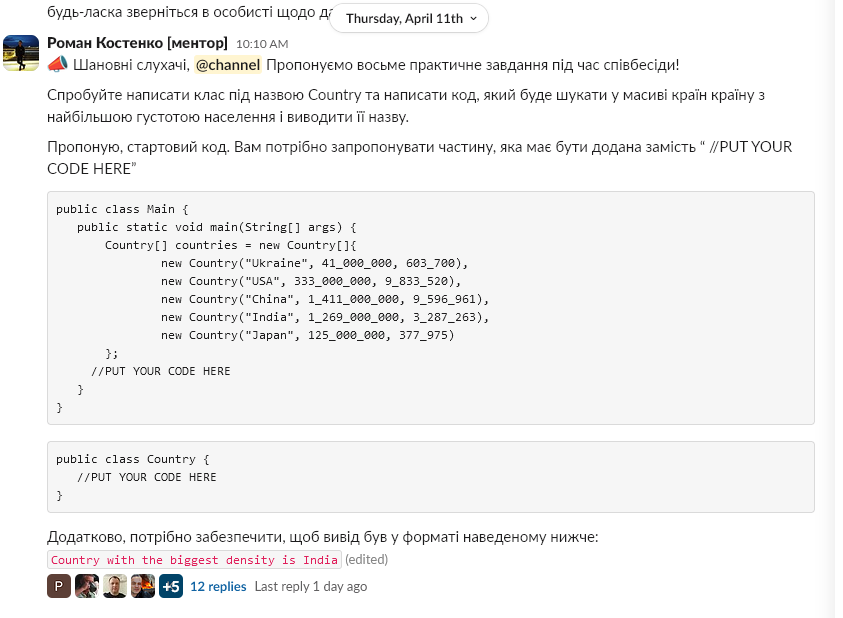 будь-ласка зверніться в особисті щодо
Thursday, April 11th
Роман Костенко [ментор] 10:10 AM
📣 Шановні слухачі, @channel Пропонуємо восьме практичне завдання під час співбесіди!
Спробуйте написати клас під назвою Country та написати код, який буде шукати у масиві країн країну з
найбільшою густотою населення і виводити її назву.
Пропоную, стартовий код. Вам потрібно запропонувати частину, яка має бути додана замість “ //PUT YOUR
CODE HERE”
public class Main {
   public static void main(String[] args) {
       Country[] countries = new Country[]{
               new Country("Ukraine", 41_000_000, 603_700),
               new Country("USA", 333_000_000, 9_833_520),
               new Country("China", 1_411_000_000, 9_596_961),
               new Country("India", 1_269_000_000, 3_287_263),
               new Country("Japan", 125_000_000, 377_975)
       };
     //PUT YOUR CODE HERE
   }
}
public class Country {
   //PUT YOUR CODE HERE
}
Додатково, потрібно забезпечити, щоб вивід був у форматі наведеному нижче:
Country with the biggest density is India (edited)
P +5 12 replies Last reply 1 day ago